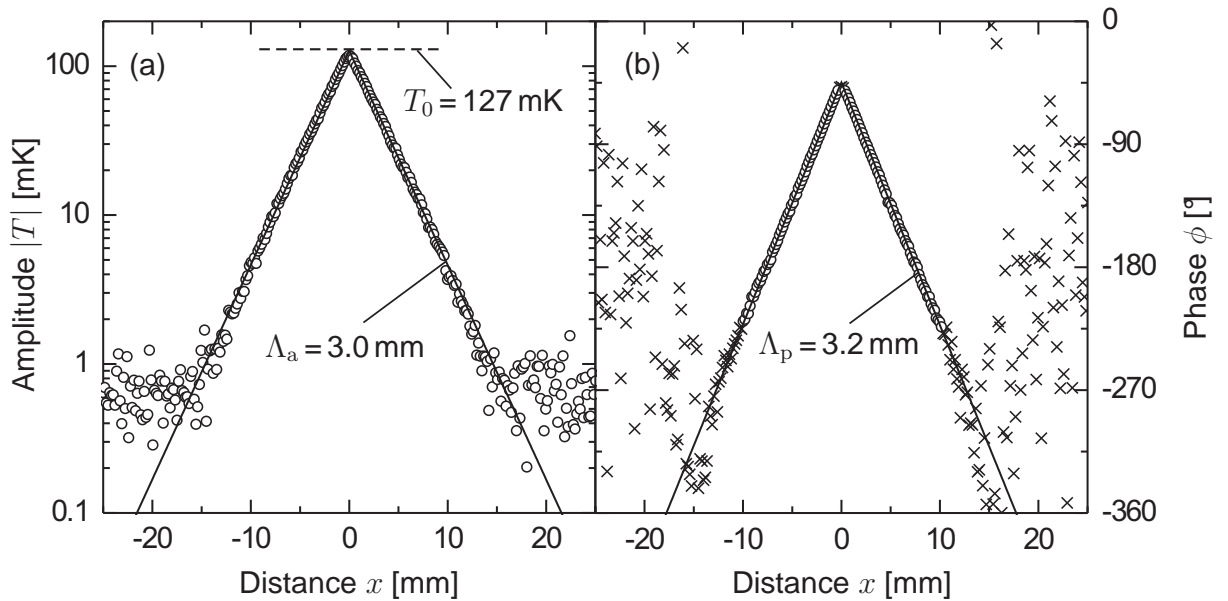 (a)
T₀ = 127 mK
Λₐ = 3.0 mm
100
10
1
0.1
Amplitude |T| [mK]
-20 -10 0 10 20
Distance x [mm]
(b)
Λₚ = 3.2 mm
0
-90
-180
-270
-360
Phase ϕ [°]
-20 -10 0 10 20
Distance x [mm]